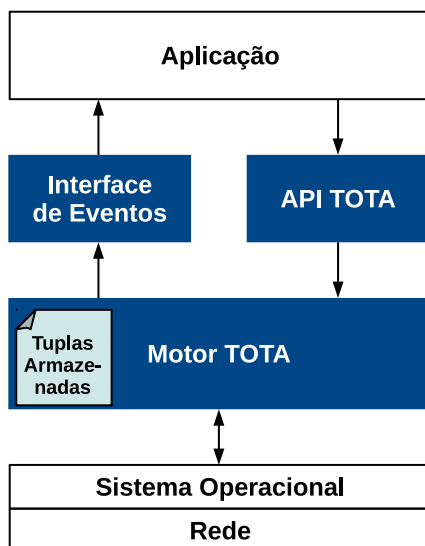 Aplicação
Interface
de Eventos
API TOTA
Tuplas
Armaze-
nadas
Motor TOTA
Sistema Operacional
Rede